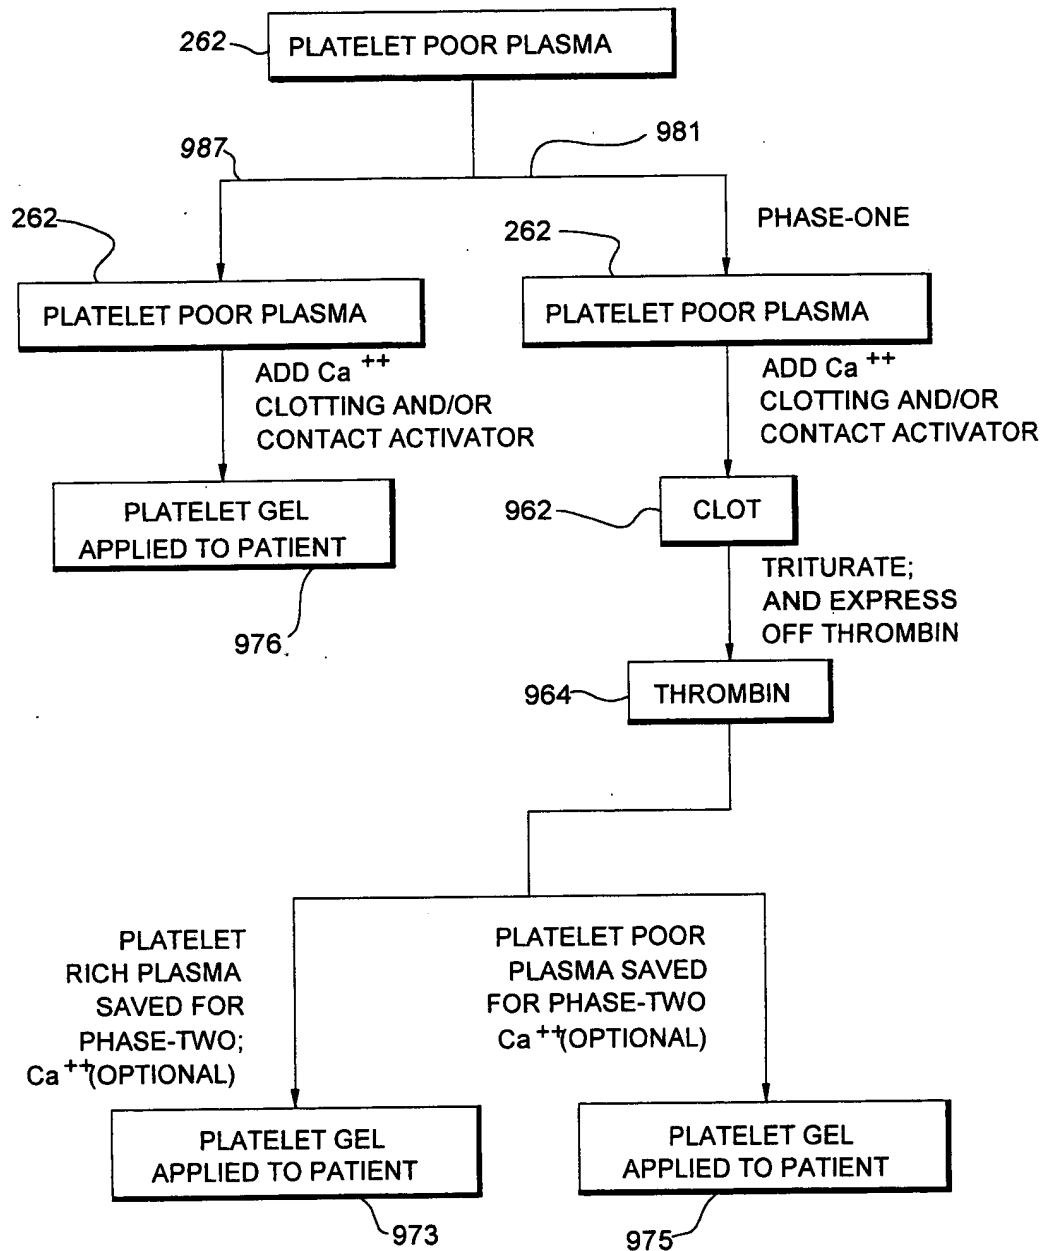 262
PLATELET POOR PLASMA
987
981
262
PHASE-ONE
262
PLATELET POOR PLASMA
PLATELET POOR PLASMA
ADD Ca ++
CLOTTING AND/OR
CONTACT ACTIVATOR
ADD Ca ++
CLOTTING AND/OR
CONTACT ACTIVATOR
PLATELET GEL
APPLIED TO PATIENT
976
962
CLOT
TRITURATE;
AND EXPRESS
OFF THROMBIN
964
THROMBIN
PLATELET
RICH PLASMA
SAVED FOR
PHASE-TWO;
Ca ++(OPTIONAL)
PLATELET POOR
PLASMA SAVED
FOR PHASE-TWO
Ca ++(OPTIONAL)
PLATELET GEL
APPLIED TO PATIENT
973
PLATELET GEL
APPLIED TO PATIENT
975